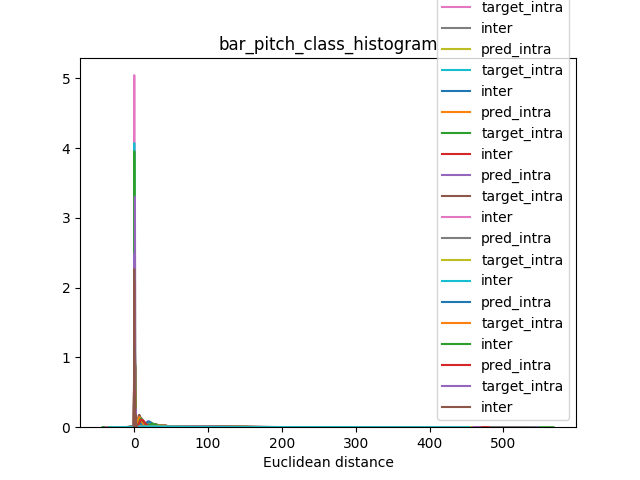 bar_pitch_class_histogram
target_intra
inter
pred_intra
target_intra
inter
pred_intra
target_intra
inter
pred_intra
target_intra
inter
pred_intra
target_intra
inter
pred_intra
target_intra
inter
pred_intra
target_intra
inter
5
4
3
2
1
0
0
100
200
300
400
500
Euclidean distance